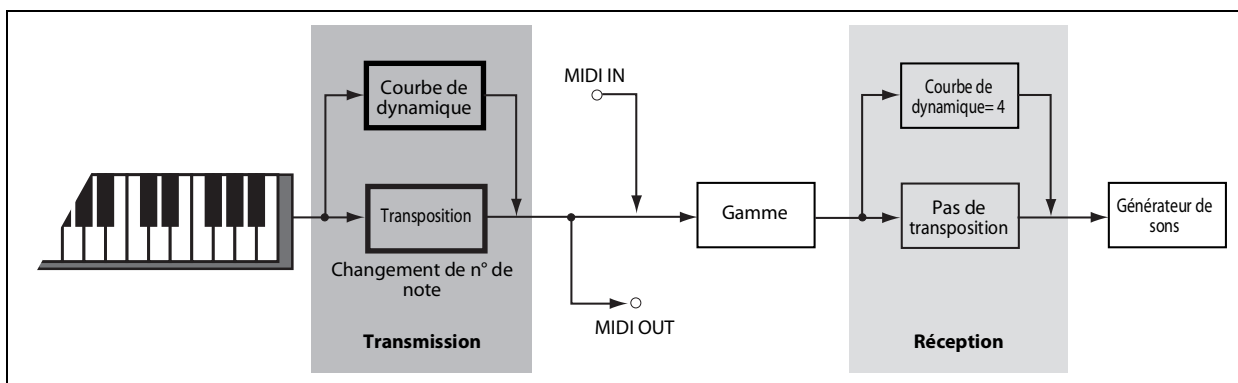 Courbe de
dynamique
MIDI IN
Courbe de
dynamique= 4
Transposition
Gamme
Pas de
transposition
Générateur de
sons
Changement de n° de
note
MIDI OUT
Transmission
Réception